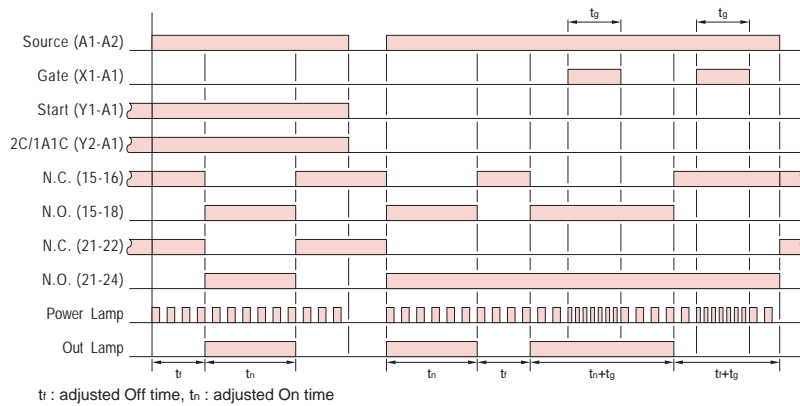 tg tg
Source (A1-A2)
Gate (X1-A1)
Start (Y1-A1)
2C/1A1C (Y2-A1)
N.C. (15-16)
N.O. (15-18)
N.C. (21-22)
N.O. (21-24)
Power Lamp
Out Lamp
tf tn tn tf tn+tg tf+tg
tf : adjusted Off time, tn : adjusted On time